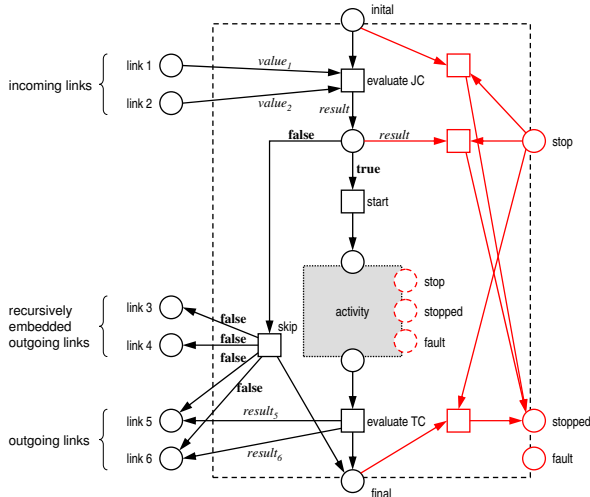 inital
link 1
value1
incoming links
evaluate JC
link 2
value2
result
false
result
stop
true
start
stop
link 3
recursively
embedded
outgoing links
false
activity
stopped
skip
link 4
false
fault
false
false
link 5
result5
evaluate TC
stopped
outgoing links
link 6
result6
fault
final